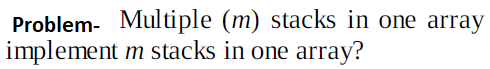 Problem- Multiple (m) stacks in one array
implement m stacks in one array?